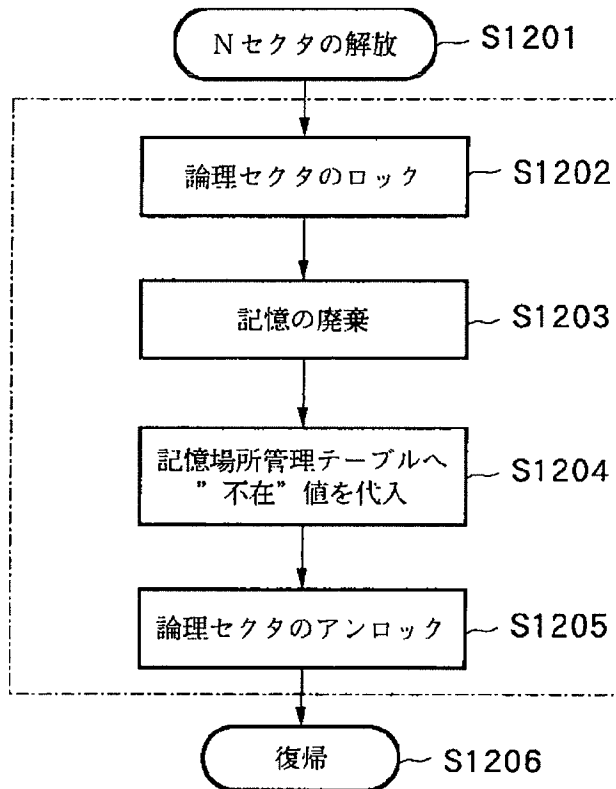 Nセクタの解放 S1201
論理セクタのロック S1202
記憶の廃棄 S1203
記憶場所管理テーブルへ
”不在”値を代入 S1204
論理セクタのアンロック S1205
復帰 S1206